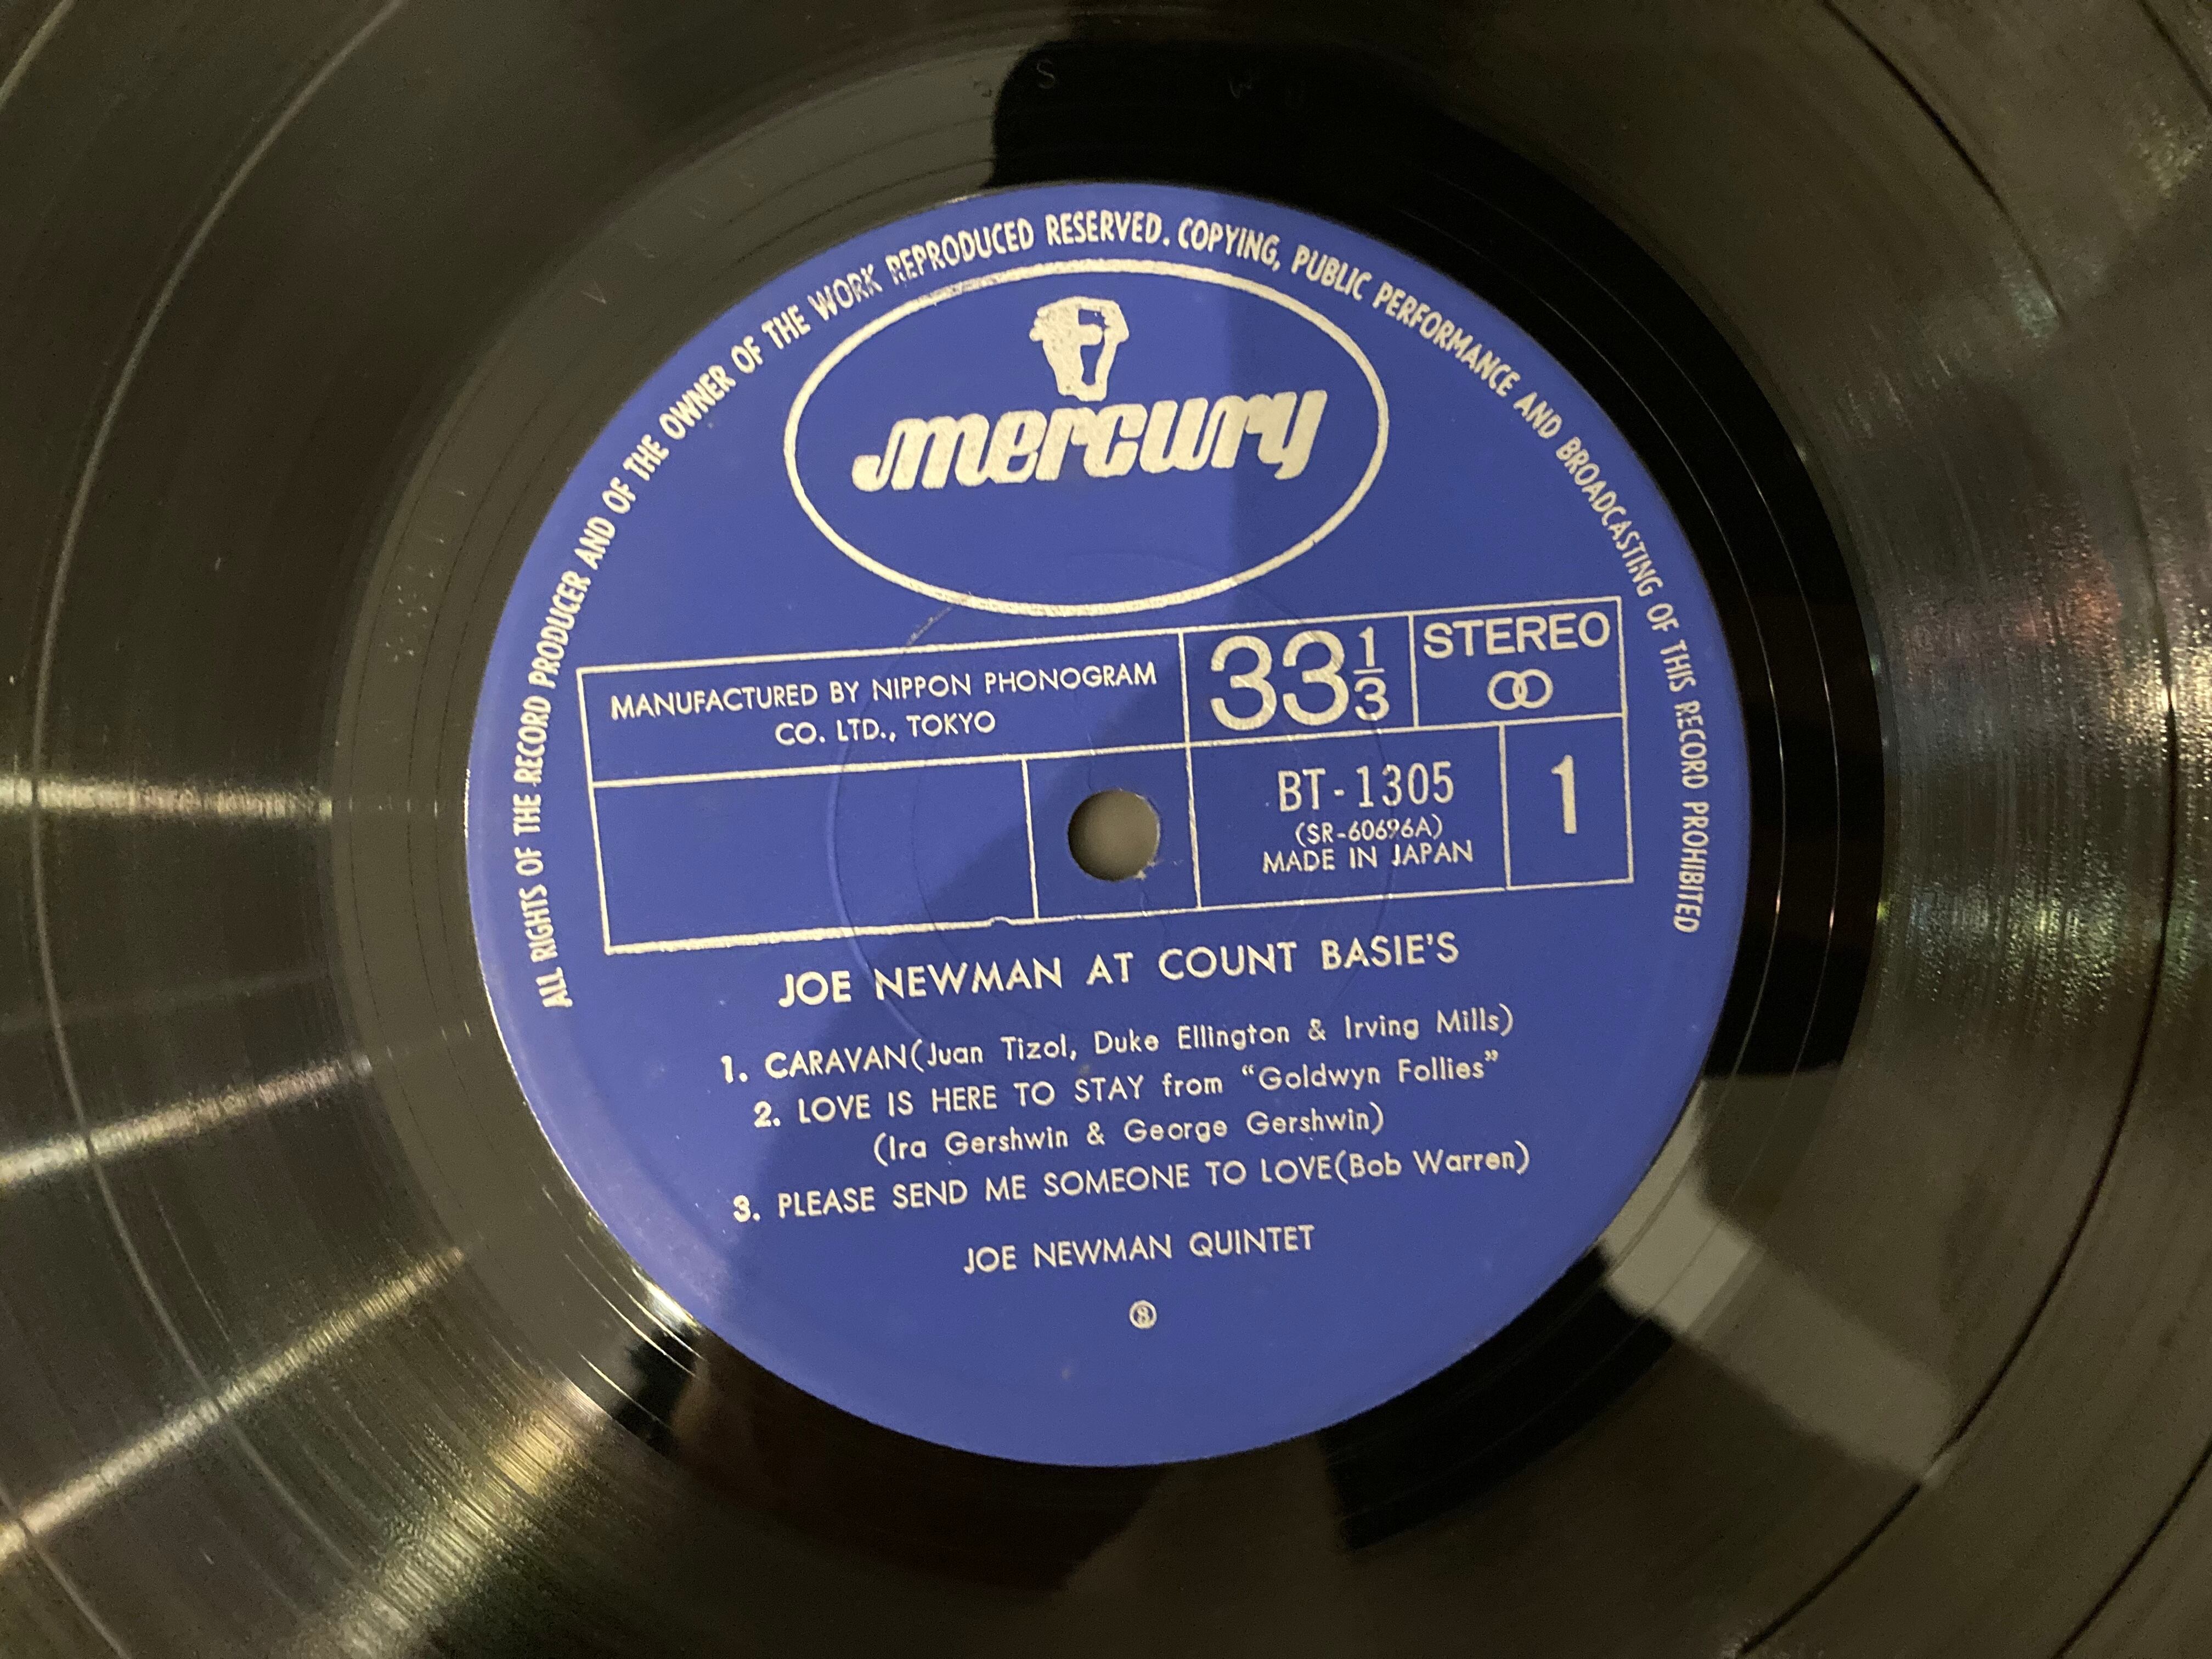 ALL RIGHTS OF THE RECORD PRODUCER AND OF THE OWNER OF THE WORK REPRODUCED RESERVED. COPYING, PUBLIC PERFORMANCE AND BROADCASTING OF THIS RECORD PROHIBITED
mercury
MANUFACTURED BY NIPPON PHONOGRAM
CO. LTD., TOKYO
33 1/3
STEREO
BT-1305
(SR-60696A)
MADE IN JAPAN
1
JOE NEWMAN AT COUNT BASIE'S
1. CARAVAN(Juan Tizol, Duke Ellington & Irving Mills)
2. LOVE IS HERE TO STAY from "Goldwyn Follies"
(Ira Gershwin & George Gershwin)
3. PLEASE SEND ME SOMEONE TO LOVE(Bob Warren)
JOE NEWMAN QUINTET